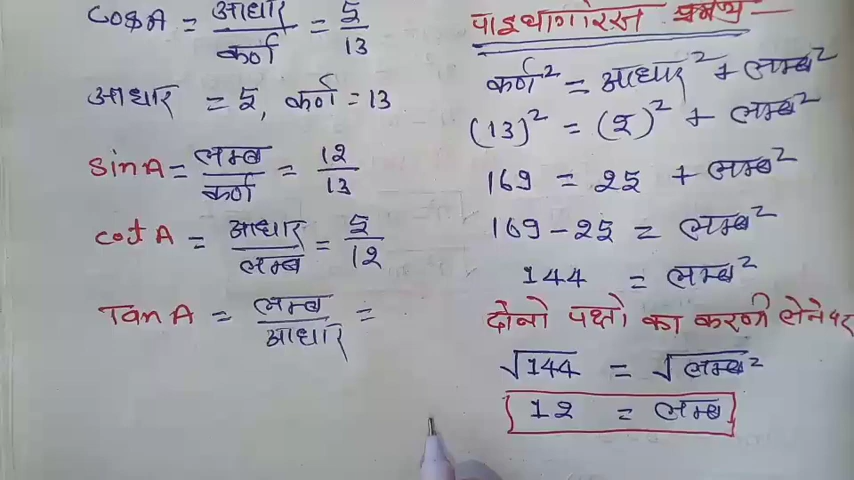 cosA = आधार/कर्ण = 5/13
आधार = 5, कर्ण = 13
sinA = लम्ब/कर्ण = 12/13
cotA = आधार/लम्ब = 5/12
TanA = लम्ब/आधार =
पाइथागोरस
कर्ण² = आधार² + लम्ब²
(13)² = (5)² + लम्ब²
169 = 25 + लम्ब²
169 - 25 = लम्ब²
144 = लम्ब²
दोनो पक्षो का करणी लेने पर
√144 = √लम्ब²
12 = लम्ब